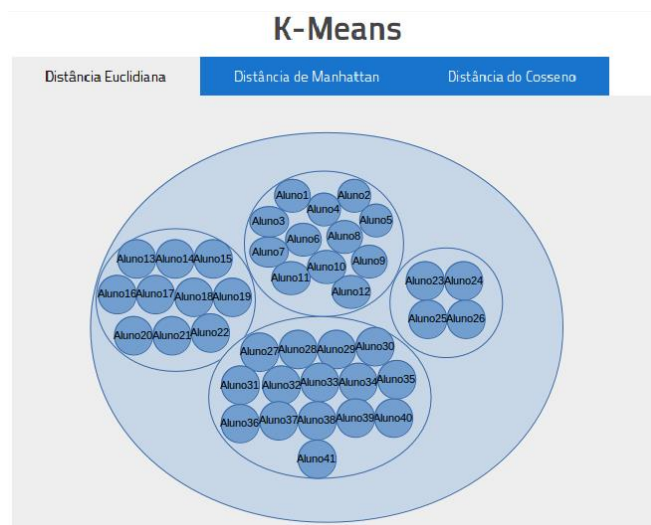 K-Means
Distância Euclidiana Distância de Manhattan Distância do Cosseno
Aluno1 Aluno2
Aluno3 Aluno4 Aluno5
Aluno6 Aluno8
Aluno7 Aluno9
Aluno10
Aluno11
Aluno12
Aluno13 Aluno14 Aluno15
Aluno16 Aluno17 Aluno18 Aluno19
Aluno20 Aluno21 Aluno22
Aluno23 Aluno24
Aluno25 Aluno26
Aluno27 Aluno28 Aluno29 Aluno30
Aluno31 Aluno32 Aluno33 Aluno34 Aluno35
Aluno36 Aluno37 Aluno38 Aluno39 Aluno40
Aluno41